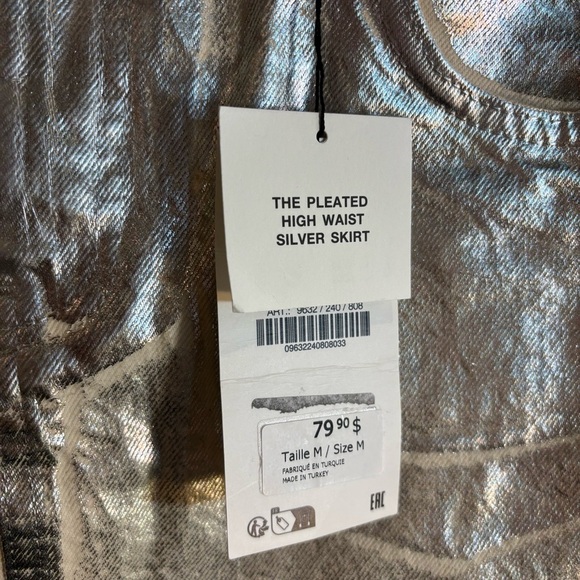 THE PLEATED
HIGH WAIST
SILVER SKIRT
ART.: 9632 / 240 / 808
09632240808033
79 90 $
Taille M / Size M
FABRIQUÉ EN TURQUIE
MADE IN TURKEY
EAC